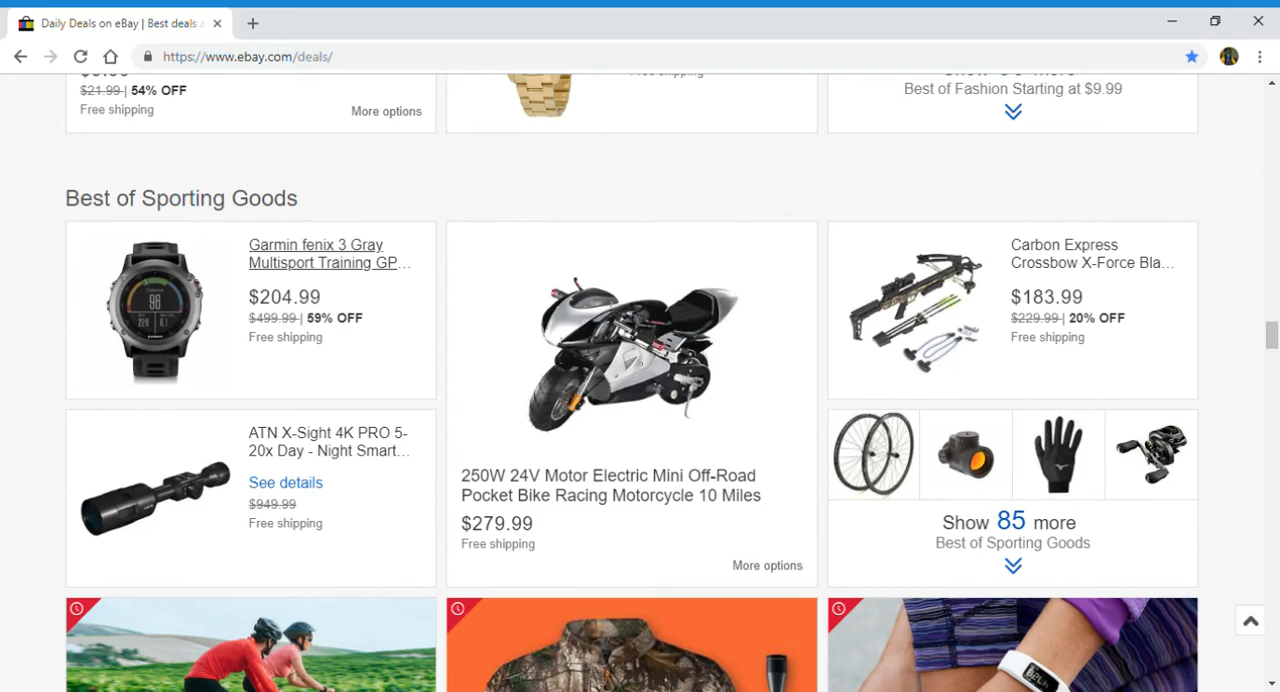 Daily Deals on eBay | Best deals a
https://www.ebay.com/deals/
$21.99 | 54% OFF
Free shipping
More options
Free shipping
Best of Fashion Starting at $9.99
Best of Sporting Goods
Garmin fenix 3 Gray
Multisport Training GP...
$204.99
$499.99 | 59% OFF
Free shipping
ATN X-Sight 4K PRO 5-
20x Day - Night Smart...
See details
$949.99
Free shipping
250W 24V Motor Electric Mini Off-Road
Pocket Bike Racing Motorcycle 10 Miles
$279.99
Free shipping
More options
Carbon Express
Crossbow X-Force Bla...
$183.99
$229.99 | 20% OFF
Free shipping
Show 85 more
Best of Sporting Goods